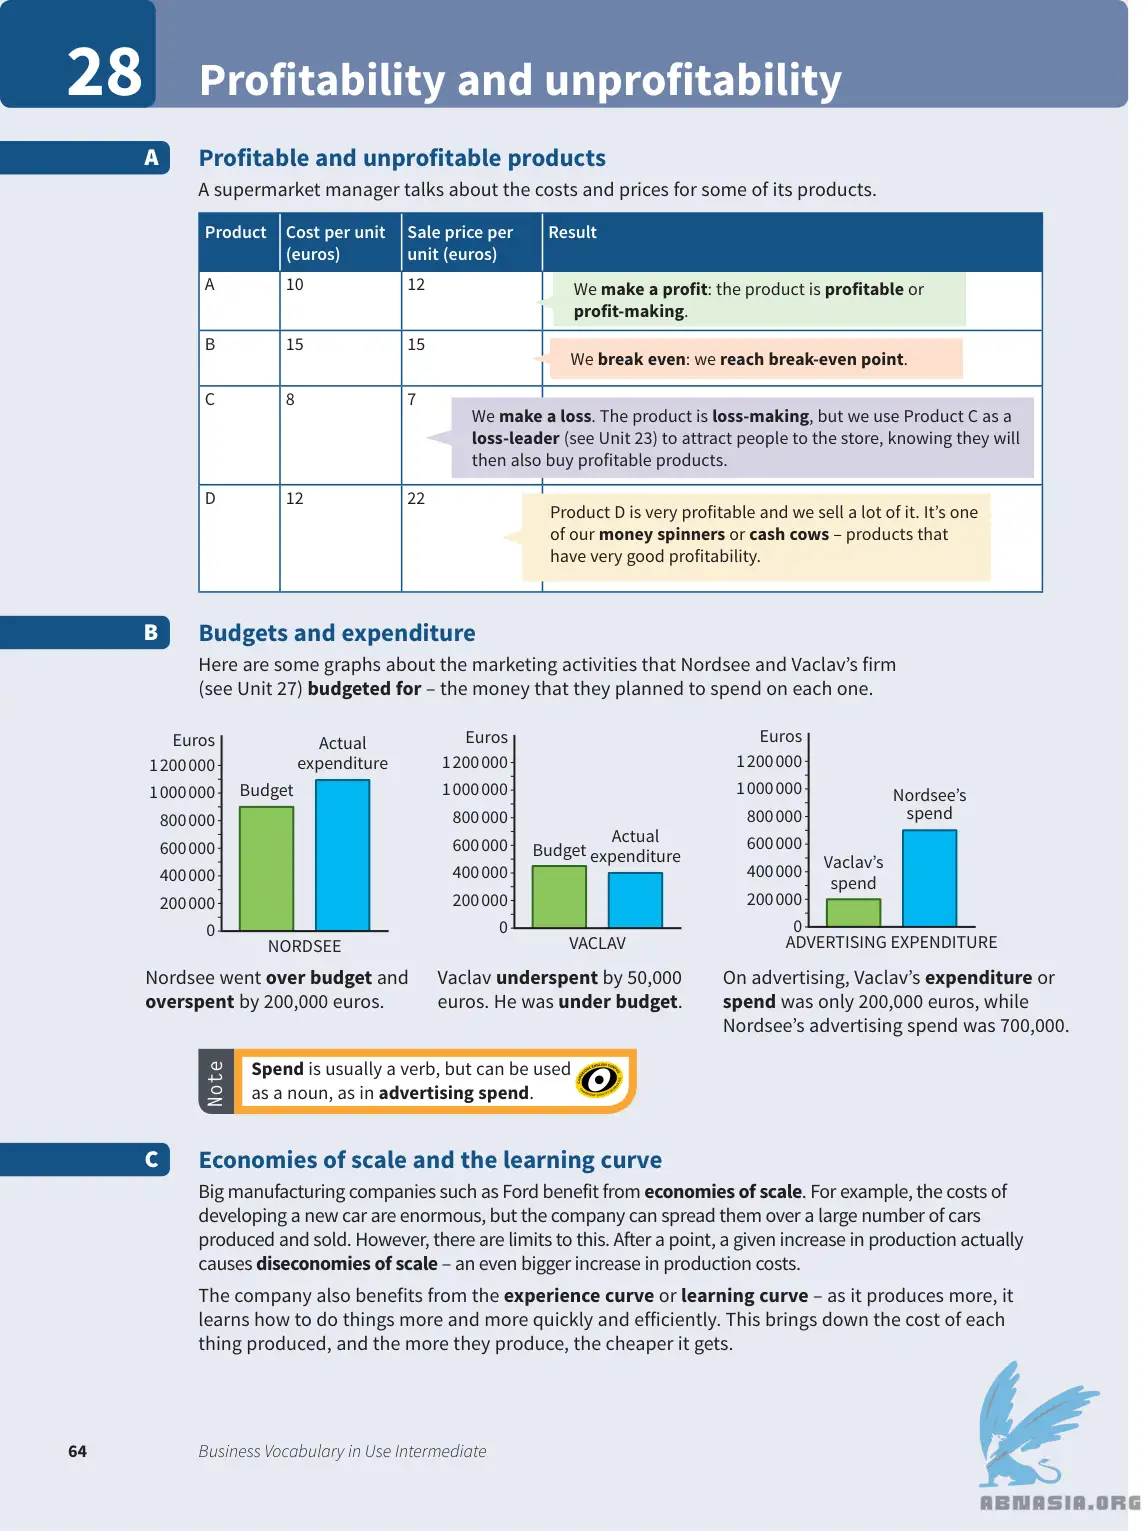 28
Profitability and unprofitability
A
Profitable and unprofitable products
A supermarket manager talks about the costs and prices for some of its products.
Product
Cost per unit
(euros)
Sale price per
unit (euros)
Result
A
10
12
We make a profit: the product is profitable or
profit-making.
B
15
15
We break even: we reach break-even point.
C
8
7
We make a loss. The product is loss-making, but we use Product C as a
loss-leader (see Unit 23) to attract people to the store, knowing they will
then also buy profitable products.
D
12
22
Product D is very profitable and we sell a lot of it. It’s one
of our money spinners or cash cows – products that
have very good profitability.
B
Budgets and expenditure
Here are some graphs about the marketing activities that Nordsee and Vaclav’s firm
(see Unit 27) budgeted for – the money that they planned to spend on each one.
Euros
1 200 000
1 000 000
800 000
600 000
400 000
200 000
0
Budget
Actual
expenditure
NORDSEE
Euros
1 200 000
1 000 000
800 000
600 000
400 000
200 000
0
Budget
Actual
expenditure
VACLAV
Euros
1 200 000
1 000 000
800 000
600 000
400 000
200 000
0
Vaclav’s
spend
Nordsee’s
spend
ADVERTISING EXPENDITURE
Nordsee went over budget and
overspent by 200,000 euros.
Vaclav underspent by 50,000
euros. He was under budget.
On advertising, Vaclav’s expenditure or
spend was only 200,000 euros, while
Nordsee’s advertising spend was 700,000.
Note
Spend is usually a verb, but can be used
as a noun, as in advertising spend.
C
Economies of scale and the learning curve
Big manufacturing companies such as Ford benefit from economies of scale. For example, the costs of
developing a new car are enormous, but the company can spread them over a large number of cars
produced and sold. However, there are limits to this. After a point, a given increase in production actually
causes diseconomies of scale – an even bigger increase in production costs.
The company also benefits from the experience curve or learning curve – as it produces more, it
learns how to do things more and more quickly and efficiently. This brings down the cost of each
thing produced, and the more they produce, the cheaper it gets.
64
Business Vocabulary in Use Intermediate
ABNASIA.ORG